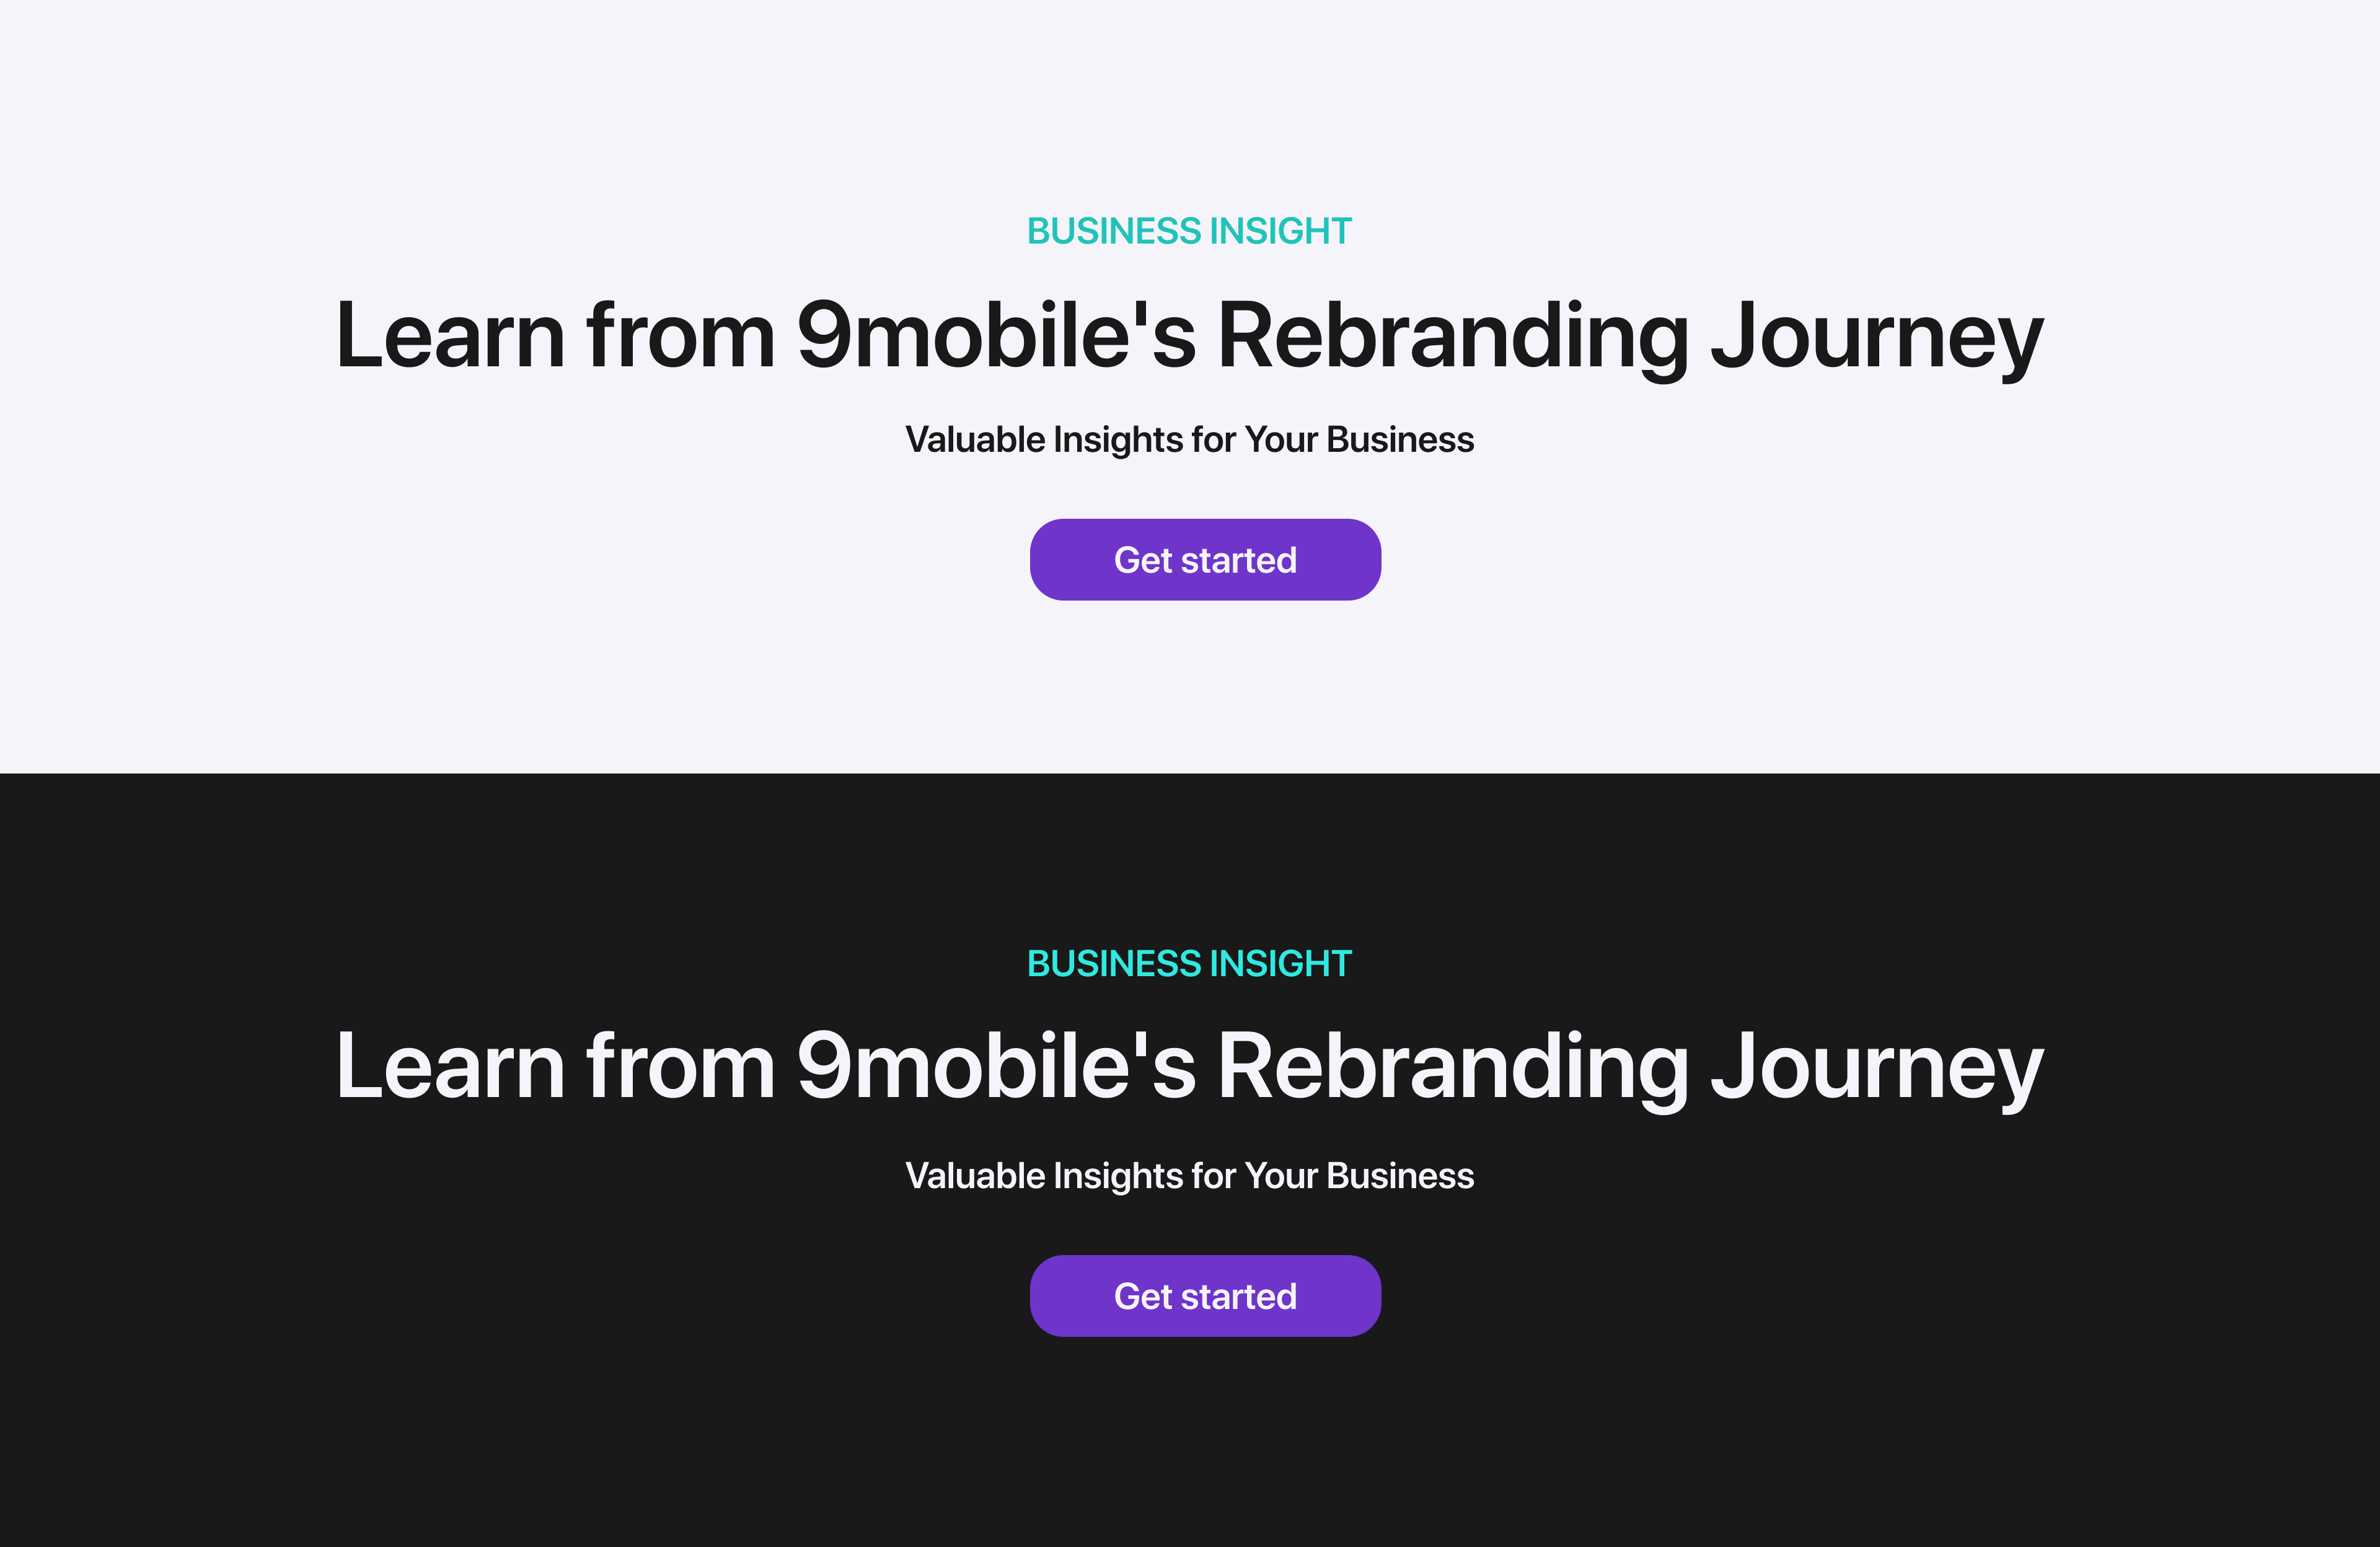 BUSINESS INSIGHT
Learn from 9mobile's Rebranding Journey
Valuable Insights for Your Business
Get started
BUSINESS INSIGHT
Learn from 9mobile's Rebranding Journey
Valuable Insights for Your Business
Get started